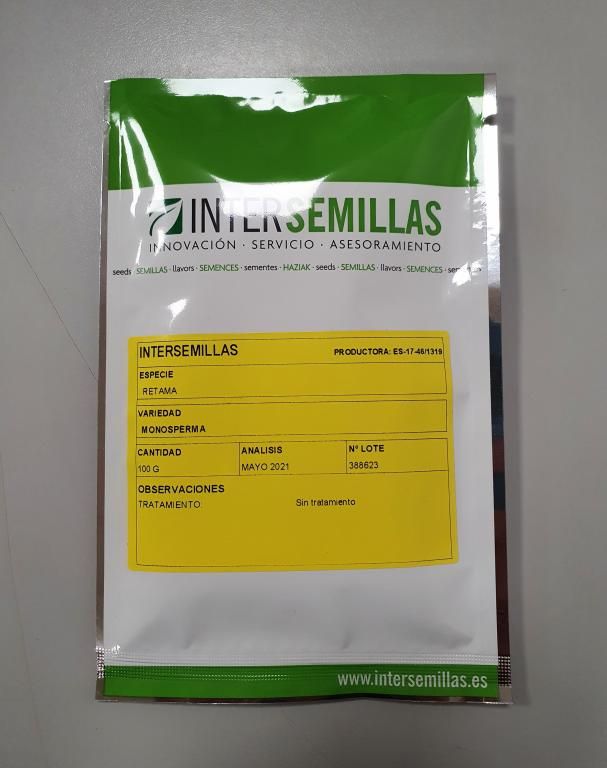 INTERSEMILLAS
INNOVACIÓN · SERVICIO · ASESORAMIENTO
seeds · SEMILLAS · llavors · SEMENCES · sementes · HAZIAK · seeds · SEMILLAS · llavors · SEMENCES ·
INTERSEMILLAS PRODUCTORA: ES-17-46/1319
ESPECIE
RETAMA
VARIEDAD
MONOSPERMA
CANTIDAD ANALISIS Nº LOTE
100 G MAYO 2021 388623
OBSERVACIONES
TRATAMIENTO: Sin tratamiento
www.intersemillas.es